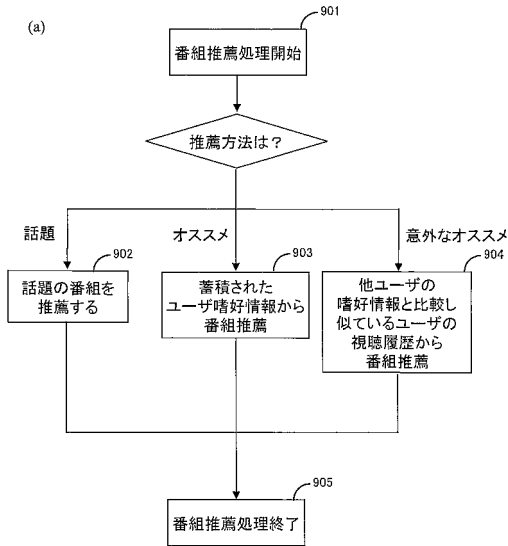 (a)
901
番組推薦処理開始
推薦方法は?
話題
オススメ
意外なオススメ
902
903
904
話題の番組を
推薦する
蓄積された
ユーザ嗜好情報から
番組推薦
他ユーザの
嗜好情報と比較し
似ているユーザの
視聴履歴から
番組推薦
905
番組推薦処理終了